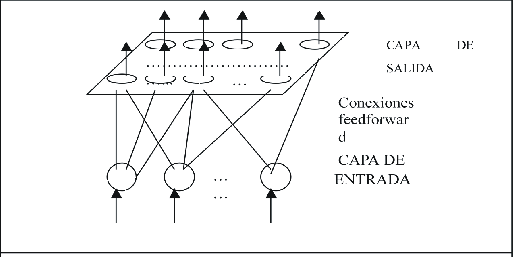 CAPA DE
SALIDA
Conexiones
feedforwar
d
CAPA DE
ENTRADA